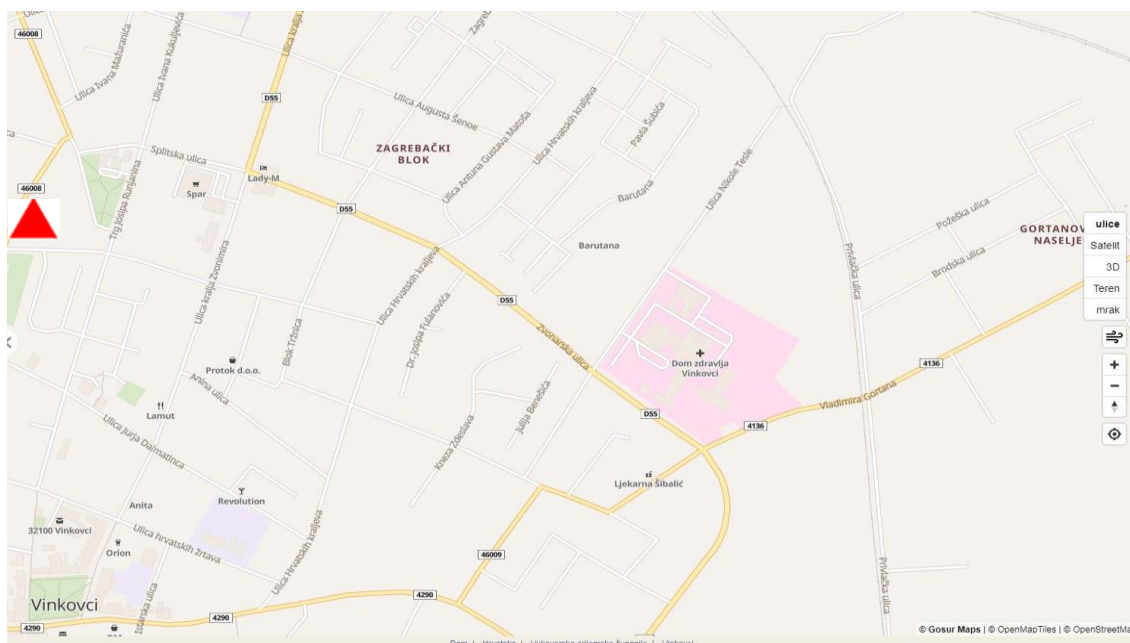 46008
Ulica Ivana Mažuranića
Ulica Ivana Kukuljevića
Ulica kralja
D55
Zagreb
Ulica Augusta Šenoe
ZAGREBAČKI
BLOK
Ulica Antuna Gustava Matoša
Ulica Hrvatskih kraljeva
Pavla Šubića
Splitska ulica
Lady-M
Spar
46008
Trg Josipa Runjanina
D55
Barutana
Ulica Nikole Tesle
Požeška ulica
GORTANOV
NASELJE
Brodska ulica
ulice
Satelit
3D
Teren
mrak
Barutana
Privlačka ulica
Ulica kralja Zvonimira
Ulica Hrvatskih kraljeva
Dr. Josipa Fulanovića
D55
Zvonarska ulica
Blok Tržnica
Protok d.o.o.
Anina ulica
Dom zdravlja
Vinkovci
4136
Vladimira Gortana
Lamut
Ulica Jurja Dalmatinca
Julija Benešića
Kneza Zdeslava
D55
4136
Ljekarna Šibalić
Revolution
Anita
32100 Vinkovci
Orion
Ulica hrvatskih žrtava
Ulica Hrvatskih kraljeva
46009
Privlačka ulica
Istarska ulica
Vinkovci
4290
4290
4290
© Gosur Maps | © OpenMapTiles | © OpenStreetMa